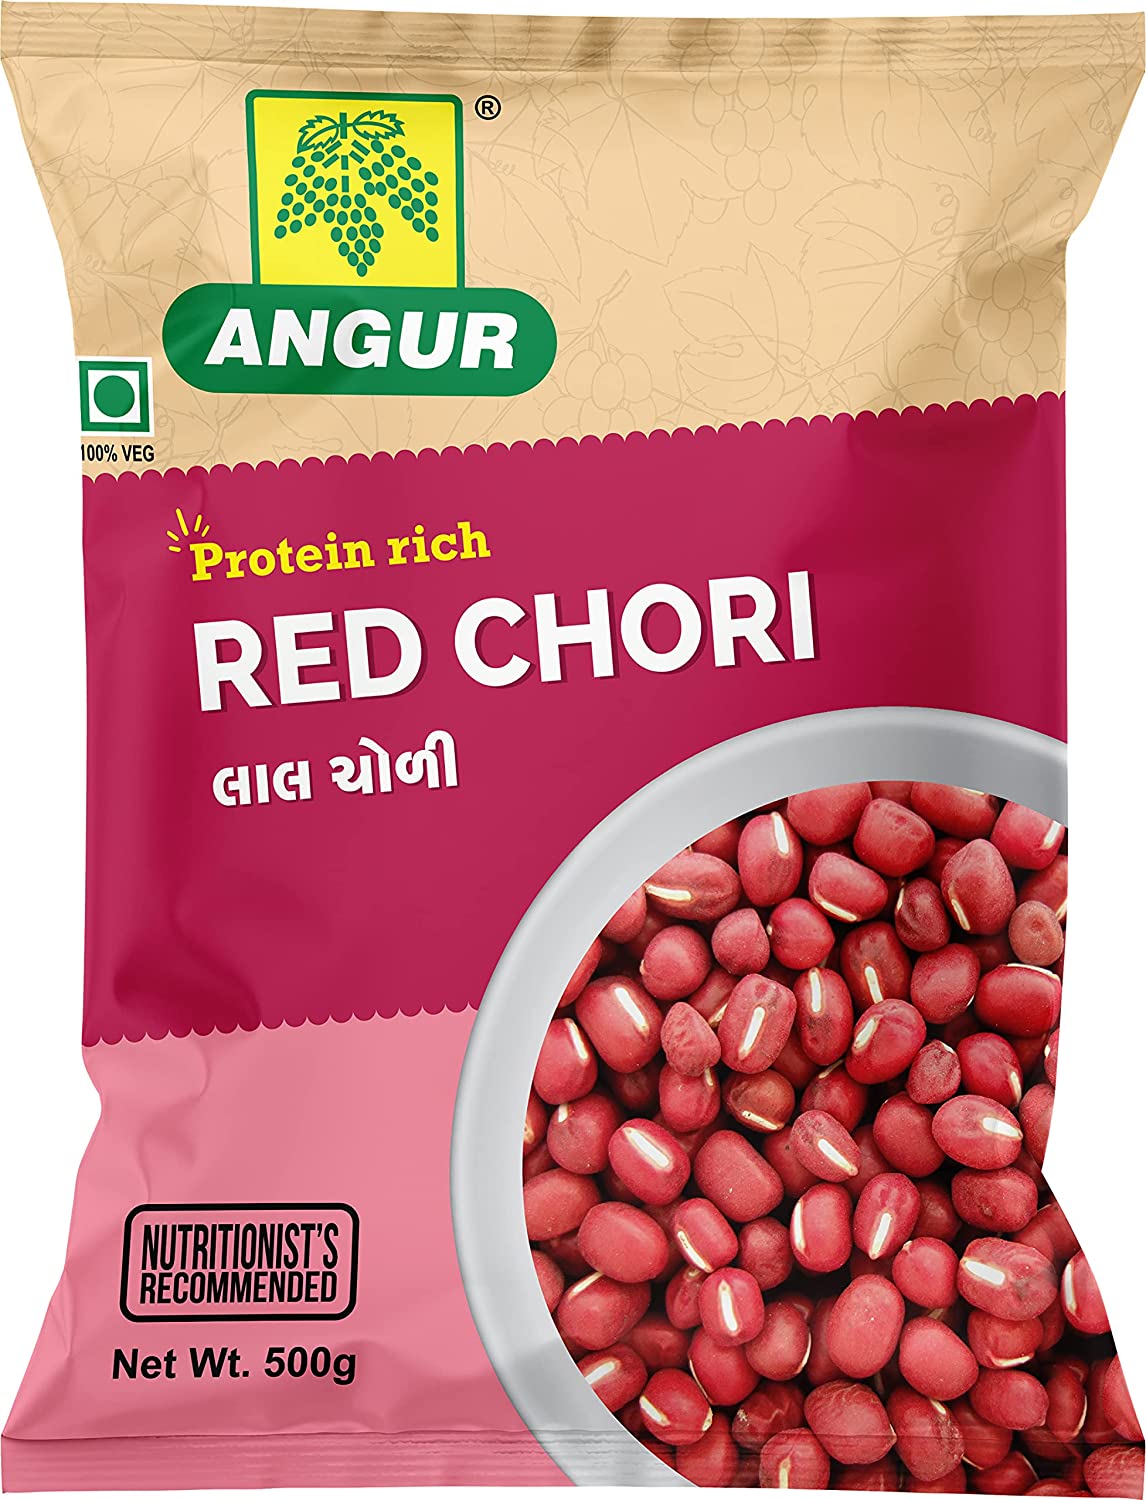 ®
ANGUR
100% VEG
Protein rich
RED CHORI
લાલ ચોળી
NUTRITIONIST'S
RECOMMENDED
Net Wt. 500g